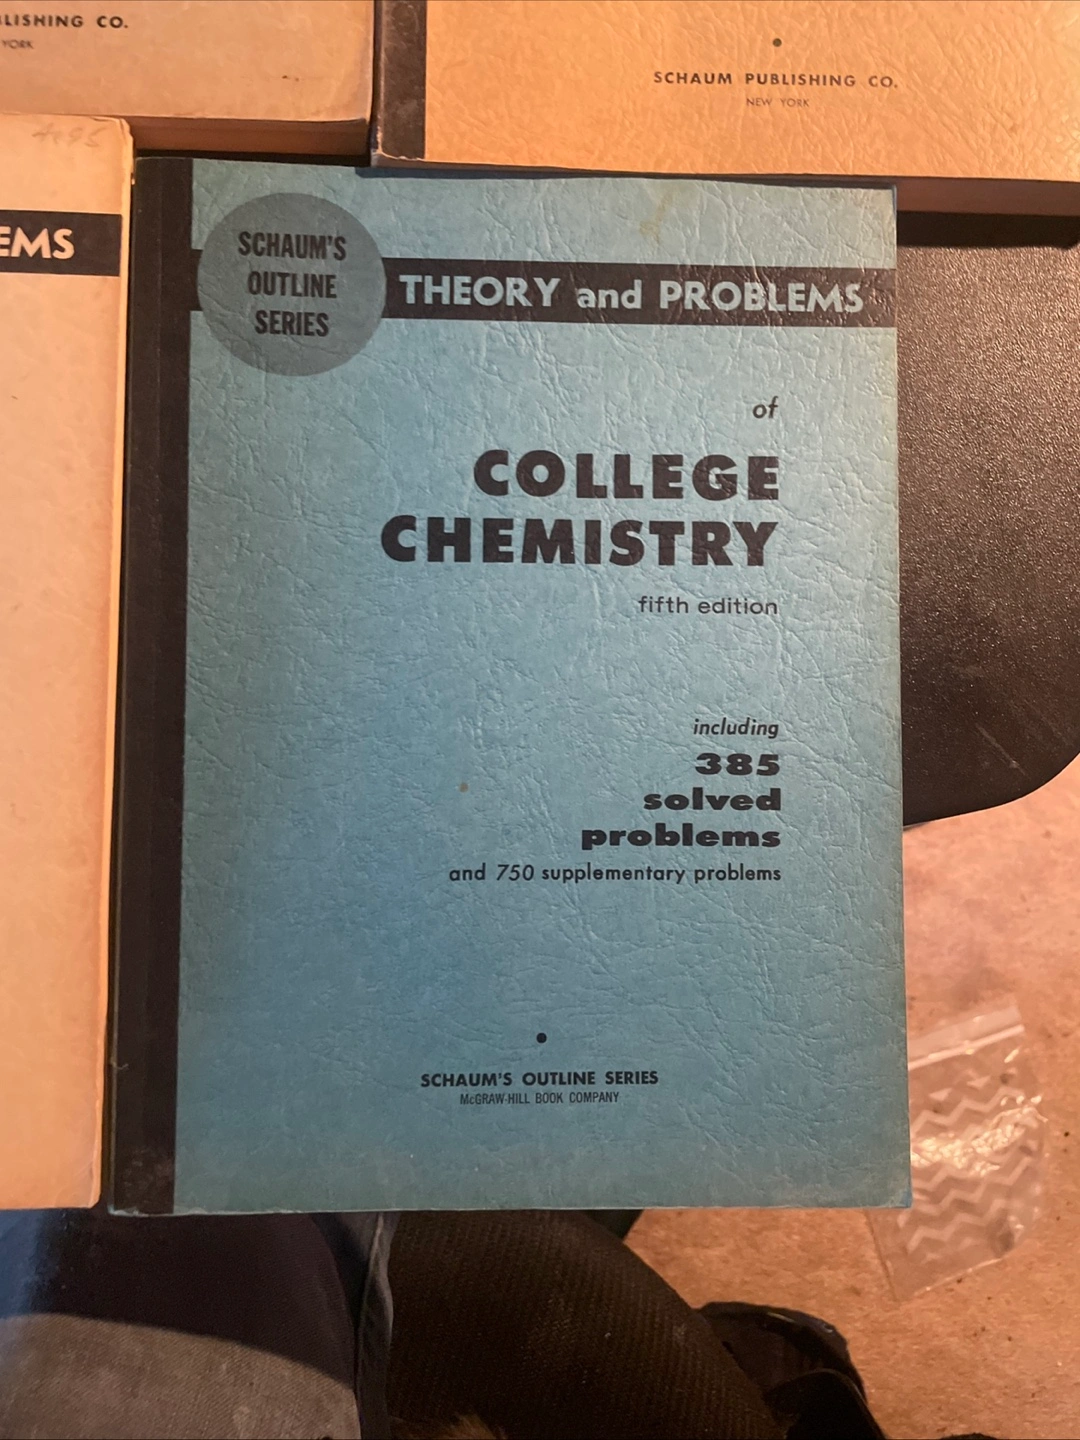 LISHING CO.
YORK
SCHAUM PUBLISHING CO.
NEW YORK
EMS
SCHAUM'S
OUTLINE
SERIES
THEORY and PROBLEMS
of
COLLEGE
CHEMISTRY
fifth edition
including
385
solved
problems
and 750 supplementary problems
SCHAUM'S OUTLINE SERIES
McGRAW-HILL BOOK COMPANY